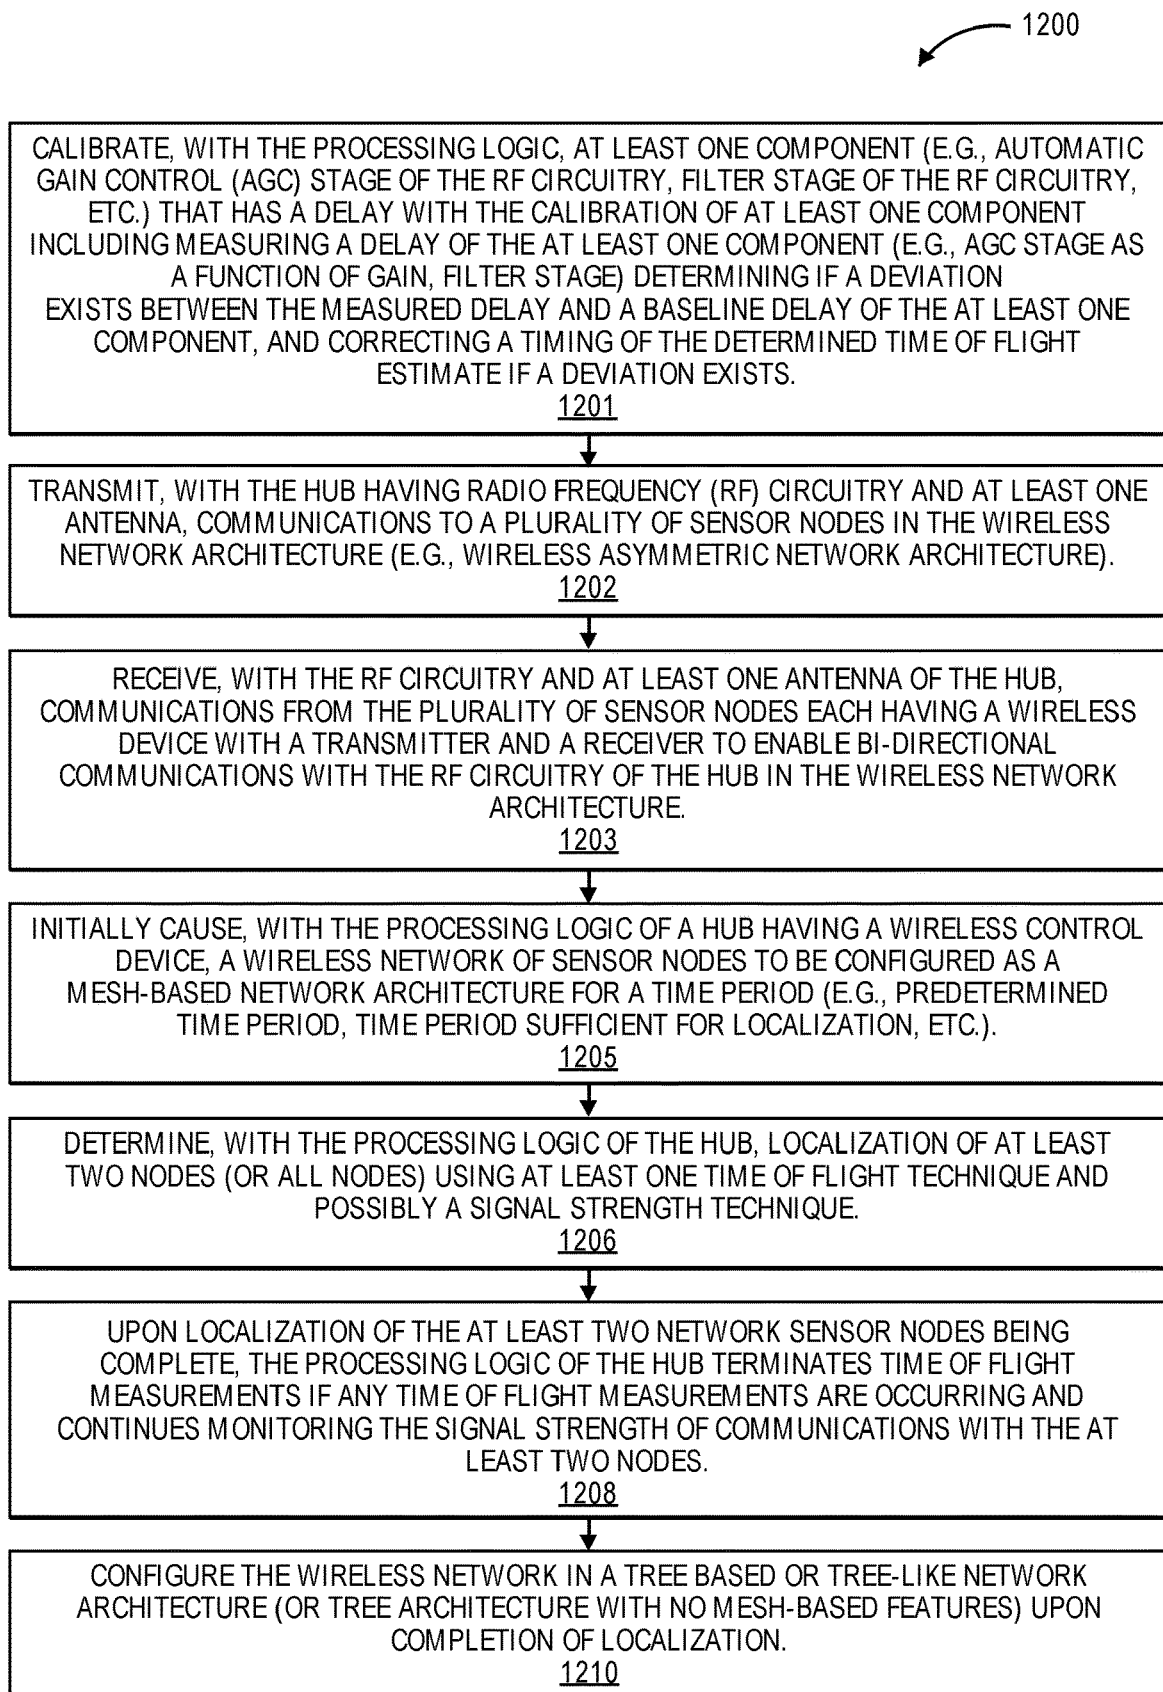 1200
CALIBRATE, WITH THE PROCESSING LOGIC, AT LEAST ONE COMPONENT (E.G., AUTOMATIC
GAIN CONTROL (AGC) STAGE OF THE RF CIRCUITRY, FILTER STAGE OF THE RF CIRCUITRY,
ETC.) THAT HAS A DELAY WITH THE CALIBRATION OF AT LEAST ONE COMPONENT
INCLUDING MEASURING A DELAY OF THE AT LEAST ONE COMPONENT (E.G., AGC STAGE AS
A FUNCTION OF GAIN, FILTER STAGE) DETERMINING IF A DEVIATION
EXISTS BETWEEN THE MEASURED DELAY AND A BASELINE DELAY OF THE AT LEAST ONE
COMPONENT, AND CORRECTING A TIMING OF THE DETERMINED TIME OF FLIGHT
ESTIMATE IF A DEVIATION EXISTS.
1201
TRANSMIT, WITH THE HUB HAVING RADIO FREQUENCY (RF) CIRCUITRY AND AT LEAST ONE
ANTENNA, COMMUNICATIONS TO A PLURALITY OF SENSOR NODES IN THE WIRELESS
NETWORK ARCHITECTURE (E.G., WIRELESS ASYMMETRIC NETWORK ARCHITECTURE).
1202
RECEIVE, WITH THE RF CIRCUITRY AND AT LEAST ONE ANTENNA OF THE HUB,
COMMUNICATIONS FROM THE PLURALITY OF SENSOR NODES EACH HAVING A WIRELESS
DEVICE WITH A TRANSMITTER AND A RECEIVER TO ENABLE BI-DIRECTIONAL
COMMUNICATIONS WITH THE RF CIRCUITRY OF THE HUB IN THE WIRELESS NETWORK
ARCHITECTURE.
1203
INITIALLY CAUSE, WITH THE PROCESSING LOGIC OF A HUB HAVING A WIRELESS CONTROL
DEVICE, A WIRELESS NETWORK OF SENSOR NODES TO BE CONFIGURED AS A
MESH-BASED NETWORK ARCHITECTURE FOR A TIME PERIOD (E.G., PREDETERMINED
TIME PERIOD, TIME PERIOD SUFFICIENT FOR LOCALIZATION, ETC.).
1205
DETERMINE, WITH THE PROCESSING LOGIC OF THE HUB, LOCALIZATION OF AT LEAST
TWO NODES (OR ALL NODES) USING AT LEAST ONE TIME OF FLIGHT TECHNIQUE AND
POSSIBLY A SIGNAL STRENGTH TECHNIQUE.
1206
UPON LOCALIZATION OF THE AT LEAST TWO NETWORK SENSOR NODES BEING
COMPLETE, THE PROCESSING LOGIC OF THE HUB TERMINATES TIME OF FLIGHT
MEASUREMENTS IF ANY TIME OF FLIGHT MEASUREMENTS ARE OCCURRING AND
CONTINUES MONITORING THE SIGNAL STRENGTH OF COMMUNICATIONS WITH THE AT
LEAST TWO NODES.
1208
CONFIGURE THE WIRELESS NETWORK IN A TREE BASED OR TREE-LIKE NETWORK
ARCHITECTURE (OR TREE ARCHITECTURE WITH NO MESH-BASED FEATURES) UPON
COMPLETION OF LOCALIZATION.
1210